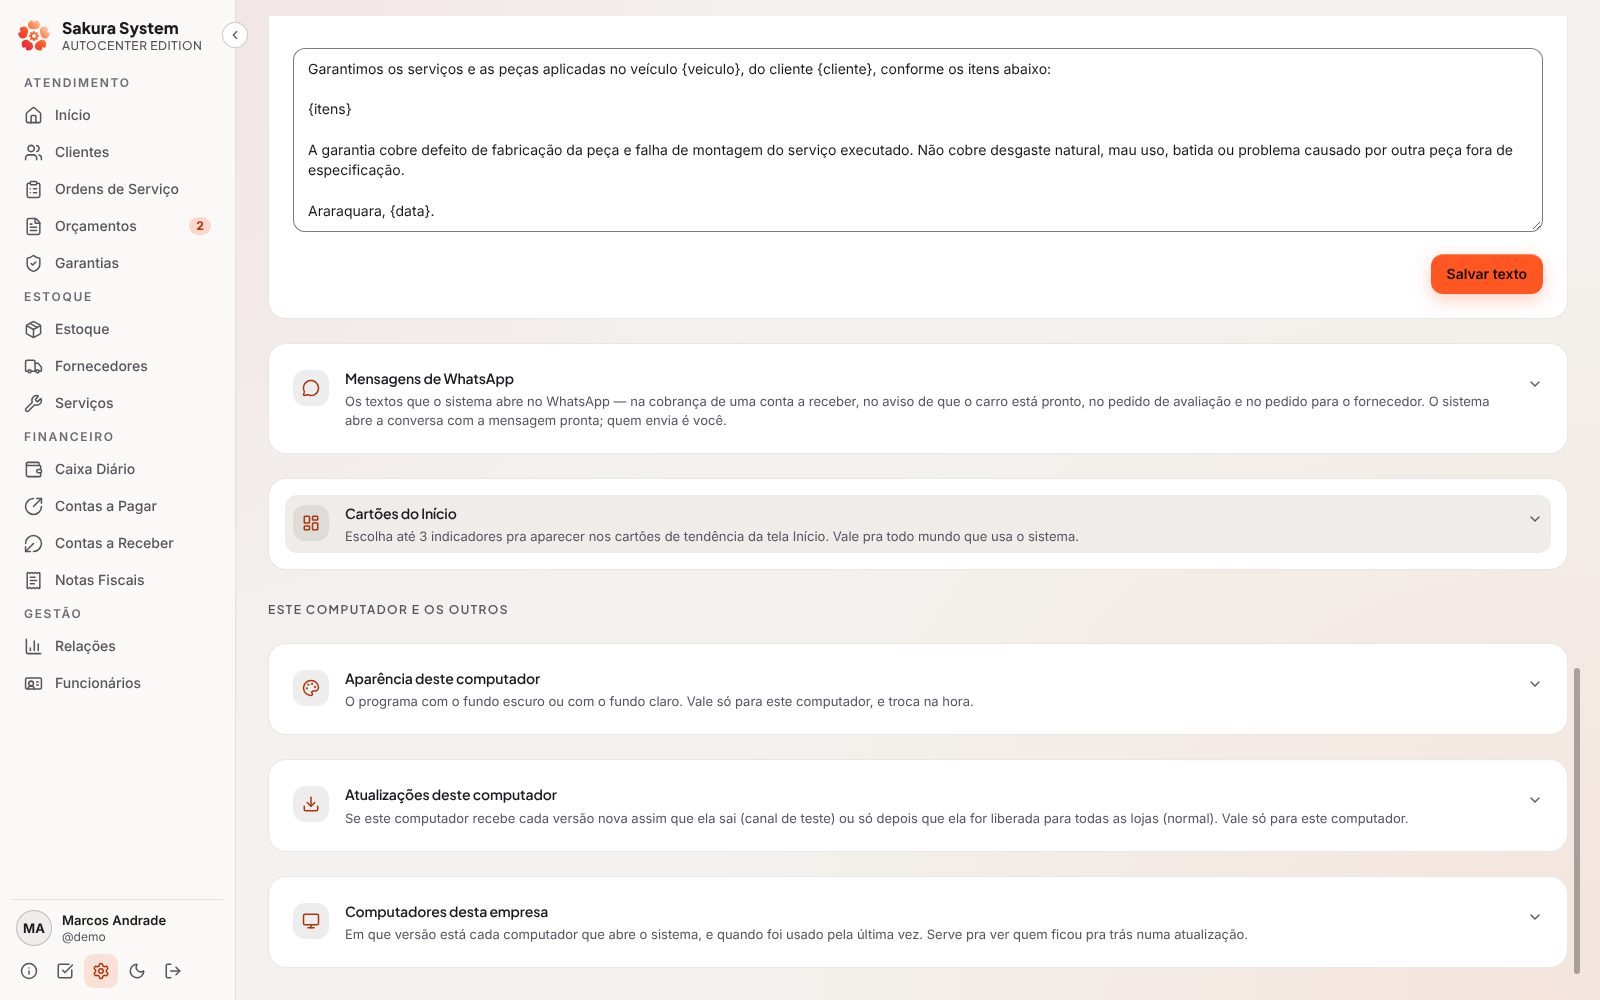 Sakura System
AUTOCENTER EDITION
ATENDIMENTO
Início
Clientes
Ordens de Serviço
Orçamentos
2
Garantias
ESTOQUE
Estoque
Fornecedores
Serviços
FINANCEIRO
Caixa Diário
Contas a Pagar
Contas a Receber
Notas Fiscais
GESTÃO
Relações
Funcionários
MA
Marcos Andrade
@demo
Garantimos os serviços e as peças aplicadas no veículo {veiculo}, do cliente {cliente}, conforme os itens abaixo:
{itens}
A garantia cobre defeito de fabricação da peça e falha de montagem do serviço executado. Não cobre desgaste natural, mau uso, batida ou problema causado por outra peça fora de
especificação.
Araraquara, {data}.
Salvar texto
Mensagens de WhatsApp
Os textos que o sistema abre no WhatsApp — na cobrança de uma conta a receber, no aviso de que o carro está pronto, no pedido de avaliação e no pedido para o fornecedor. O sistema
abre a conversa com a mensagem pronta; quem envia é você.
Cartões do Início
Escolha até 3 indicadores pra aparecer nos cartões de tendência da tela Início. Vale pra todo mundo que usa o sistema.
ESTE COMPUTADOR E OS OUTROS
Aparência deste computador
O programa com o fundo escuro ou com o fundo claro. Vale só para este computador, e troca na hora.
Atualizações deste computador
Se este computador recebe cada versão nova assim que ela sai (canal de teste) ou só depois que ela for liberada para todas as lojas (normal). Vale só para este computador.
Computadores desta empresa
Em que versão está cada computador que abre o sistema, e quando foi usado pela última vez. Serve pra ver quem ficou pra trás numa atualização.